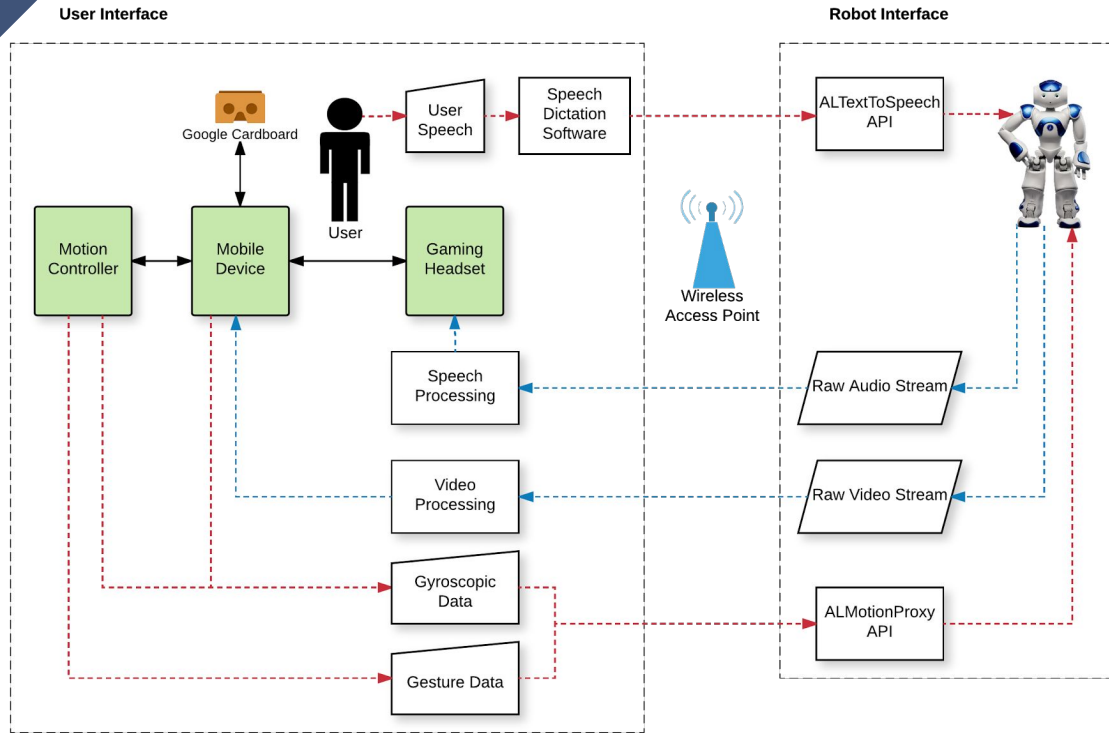 User Interface
Robot Interface
Google Cardboard
User
User
Speech
Speech
Dictation
Software
ALTextToSpeech
API
Motion
Controller
Mobile
Device
Gaming
Headset
Wireless
Access Point
Speech
Processing
Raw Audio Stream
Video
Processing
Raw Video Stream
Gyroscopic
Data
ALMotionProxy
API
Gesture Data